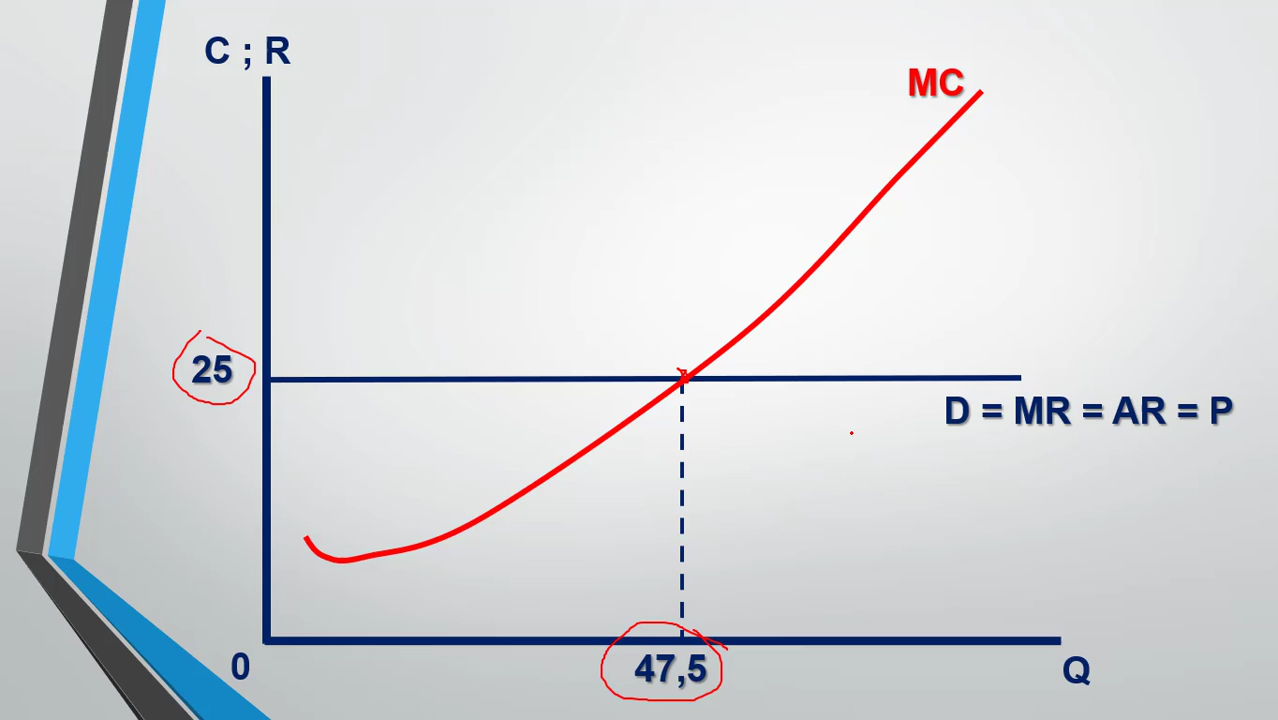 C ; R
MC
25
D = MR = AR = P
0
47,5
Q